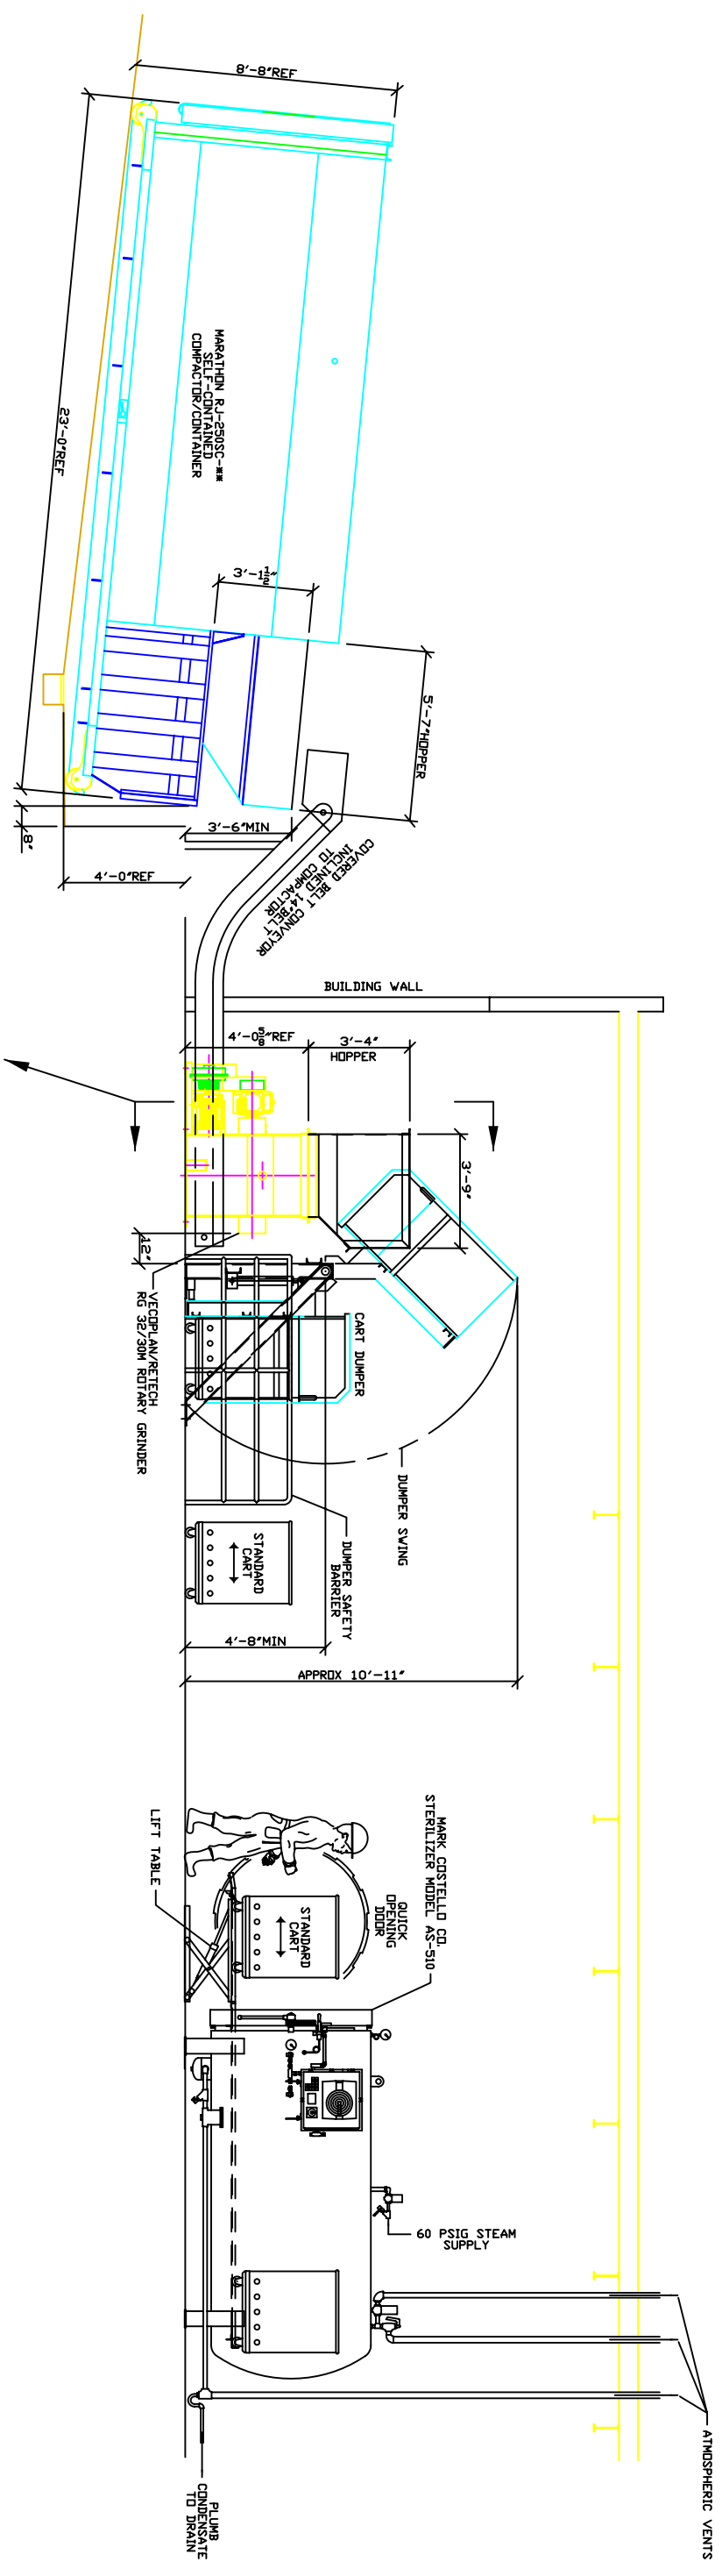 8'-8"REF
23'-0"REF
MARATHON RJ-250SC-**
SELF-CONTAINED
COMPACTOR/CONTAINER
3'-1½"
5'-7"HOPPER
8"
3'-6"MIN
4'-0"REF
COVERED BELT CONVEYOR
INCLINED 14"BELT
TO COMPACTOR
BUILDING WALL
4'-0⅝"REF
3'-4"
HOPPER
3'-9"
12"
VECOPLAN/RETECH
RG 32/30M ROTARY GRINDER
CART DUMPER
DUMPER SWING
DUMPER SAFETY
BARRIER
STANDARD
CART
4'-8"MIN
APPROX 10'-11"
LIFT TABLE
MARK COSTELLO CO.
STERILIZER MODEL AS-510
QUICK
OPENING
DOOR
STANDARD
CART
60 PSIG STEAM
SUPPLY
ATMOSPHERIC VENTS
PLUMB
CONDENSATE
TO DRAIN